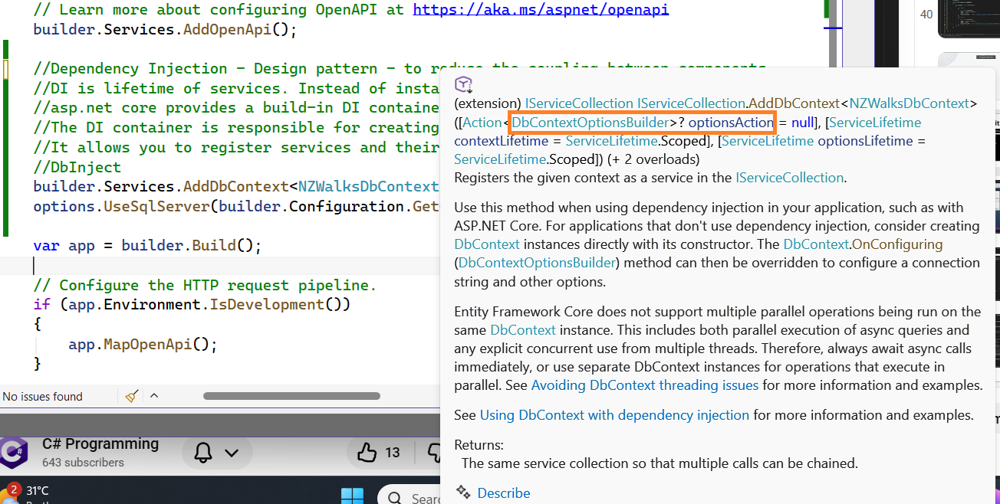 // Learn more about configuring OpenAPI at https://aka.ms/aspnet/openapi
builder.Services.AddOpenApi();
40
//Dependency Injection - Design pattern - to reduce the coupling between components
//DI is lifetime of services. Instead of insta
//asp.net core provides a build-in DI containe
//The DI container is responsible for creating
//It allows you to register services and their
//DbInject
builder.Services.AddDbContext<NZWalksDbContext
options.UseSqlServer(builder.Configuration.Get
var app = builder.Build();
// Configure the HTTP request pipeline.
if (app.Environment.IsDevelopment())
{
app.MapOpenApi();
}
(extension) IServiceCollection IServiceCollection.AddDbContext<NZWalksDbContext>
([Action<DbContextOptionsBuilder>? optionsAction = null], [ServiceLifetime
contextLifetime = ServiceLifetime.Scoped], [ServiceLifetime optionsLifetime =
ServiceLifetime.Scoped]) (+ 2 overloads)
Registers the given context as a service in the IServiceCollection.
Use this method when using dependency injection in your application, such as with
ASP.NET Core. For applications that don't use dependency injection, consider creating
DbContext instances directly with its constructor. The DbContext.OnConfiguring
(DbContextOptionsBuilder) method can then be overridden to configure a connection
string and other options.
Entity Framework Core does not support multiple parallel operations being run on the
same DbContext instance. This includes both parallel execution of async queries and
any explicit concurrent use from multiple threads. Therefore, always await async calls
immediately, or use separate DbContext instances for operations that execute in
parallel. See Avoiding DbContext threading issues for more information and examples.
See Using DbContext with dependency injection for more information and examples.
Returns:
The same service collection so that multiple calls can be chained.
Describe
No issues found
C# Programming
643 subscribers
13
2
31°C
Sear